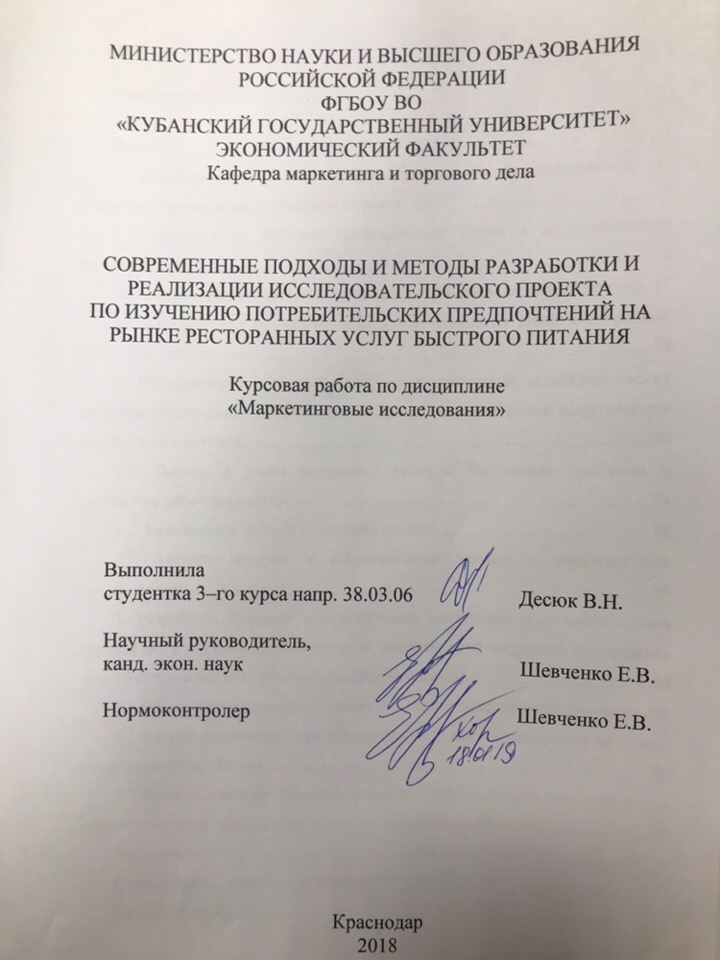 МИНИСТЕРСТВО НАУКИ И ВЫСШЕГО ОБРАЗОВАНИЯ
РОССИЙСКОЙ ФЕДЕРАЦИИ
ФГБОУ ВО
«КУБАНСКИЙ ГОСУДАРСТВЕННЫЙ УНИВЕРСИТЕТ»
ЭКОНОМИЧЕСКИЙ ФАКУЛЬТЕТ
Кафедра маркетинга и торгового дела
СОВРЕМЕННЫЕ ПОДХОДЫ И МЕТОДЫ РАЗРАБОТКИ И
РЕАЛИЗАЦИИ ИССЛЕДОВАТЕЛЬСКОГО ПРОЕКТА
ПО ИЗУЧЕНИЮ ПОТРЕБИТЕЛЬСКИХ ПРЕДПОЧТЕНИЙ НА
РЫНКЕ РЕСТОРАННЫХ УСЛУГ БЫСТРОГО ПИТАНИЯ
Курсовая работа по дисциплине
«Маркетинговые исследования»
Выполнила
студентка 3–го курса напр. 38.03.06 Десюк В.Н.
Научный руководитель,
канд. экон. наук Шевченко Е.В.
Нормоконтролер Шевченко Е.В.
хор
18.01.19
Краснодар
2018